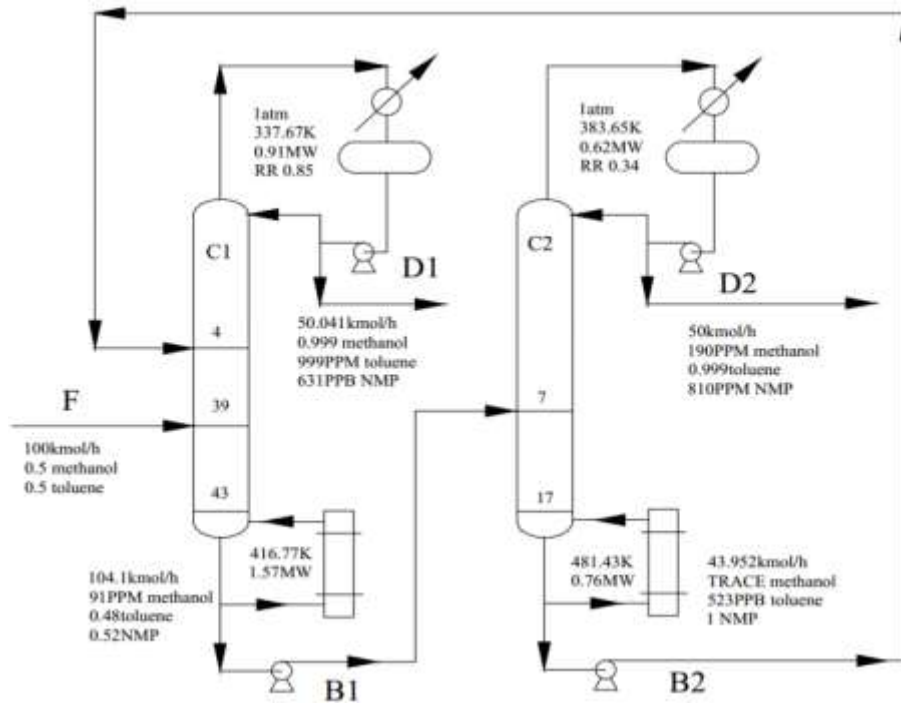 1atm
337.67K
0.91MW
RR 0.85
1atm
383.65K
0.62MW
RR 0.34
C1
C2
D1
D2
50.041kmol/h
0.999 methanol
999PPM toluene
631PPB NMP
50kmol/h
190PPM methanol
0.999toluene
810PPM NMP
4
F
39
7
100kmol/h
0.5 methanol
0.5 toluene
43
17
416.77K
1.57MW
481.43K
0.76MW
43.952kmol/h
TRACE methanol
523PPB toluene
1 NMP
104.1kmol/h
91PPM methanol
0.48toluene
0.52NMP
B1
B2